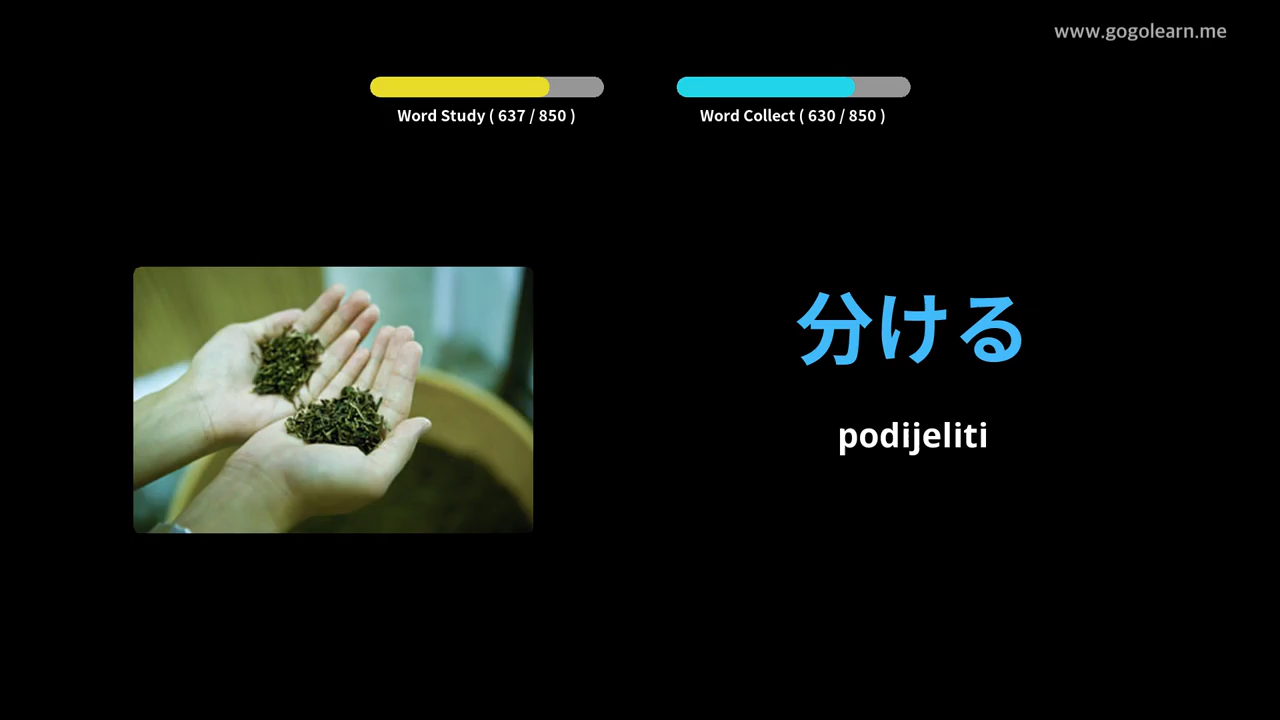 www.gogolearn.me
Word Study ( 637 / 850 )
Word Collect ( 630 / 850 )
分ける
podijeliti